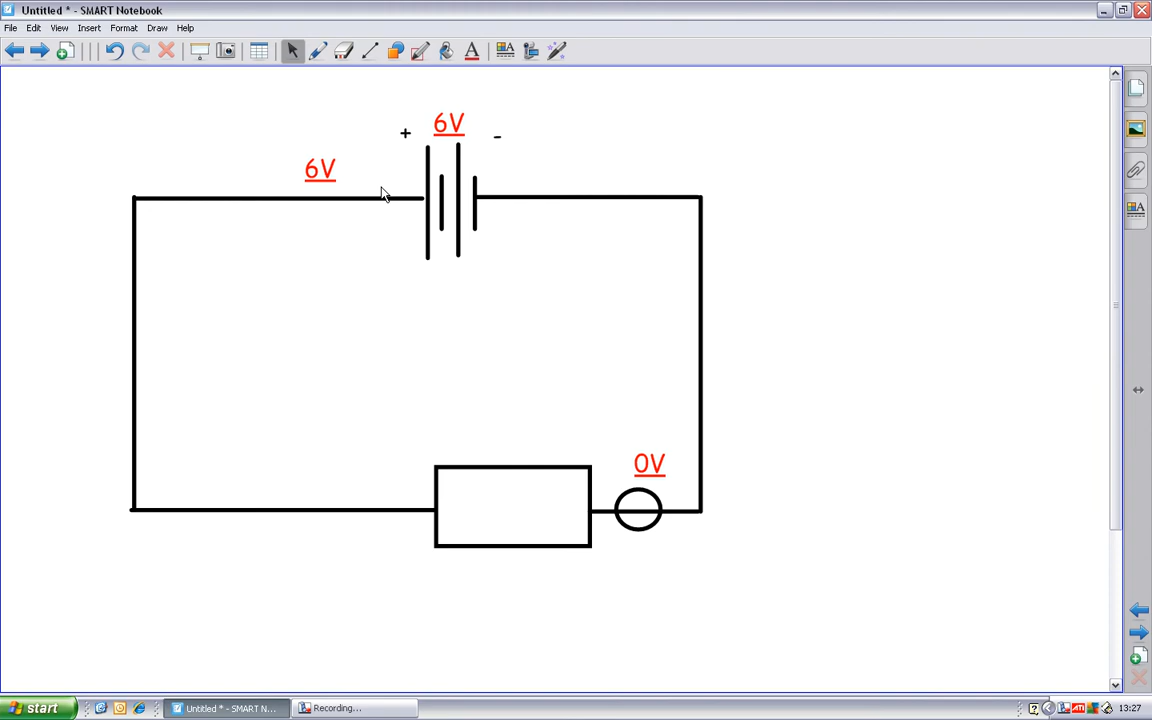 Untitled * - SMART Notebook
File Edit View Insert Format Draw Help
+ 6V -
6V
0V
start
Untitled * - SMART N...
Recording...
ATI
13:27